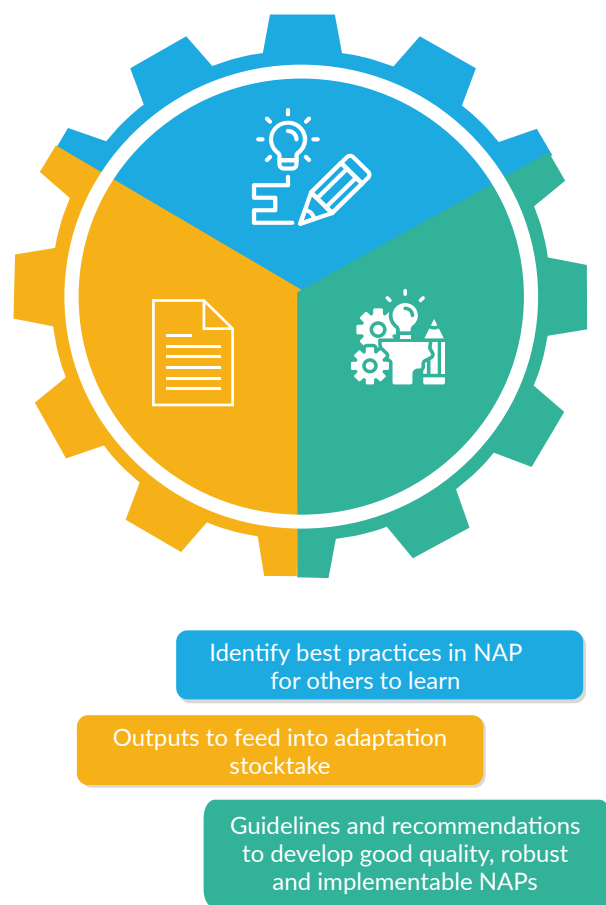 Identify best practices in NAP
for others to learn
Outputs to feed into adaptation
stocktake
Guidelines and recommendations
to develop good quality, robust
and implementable NAPs